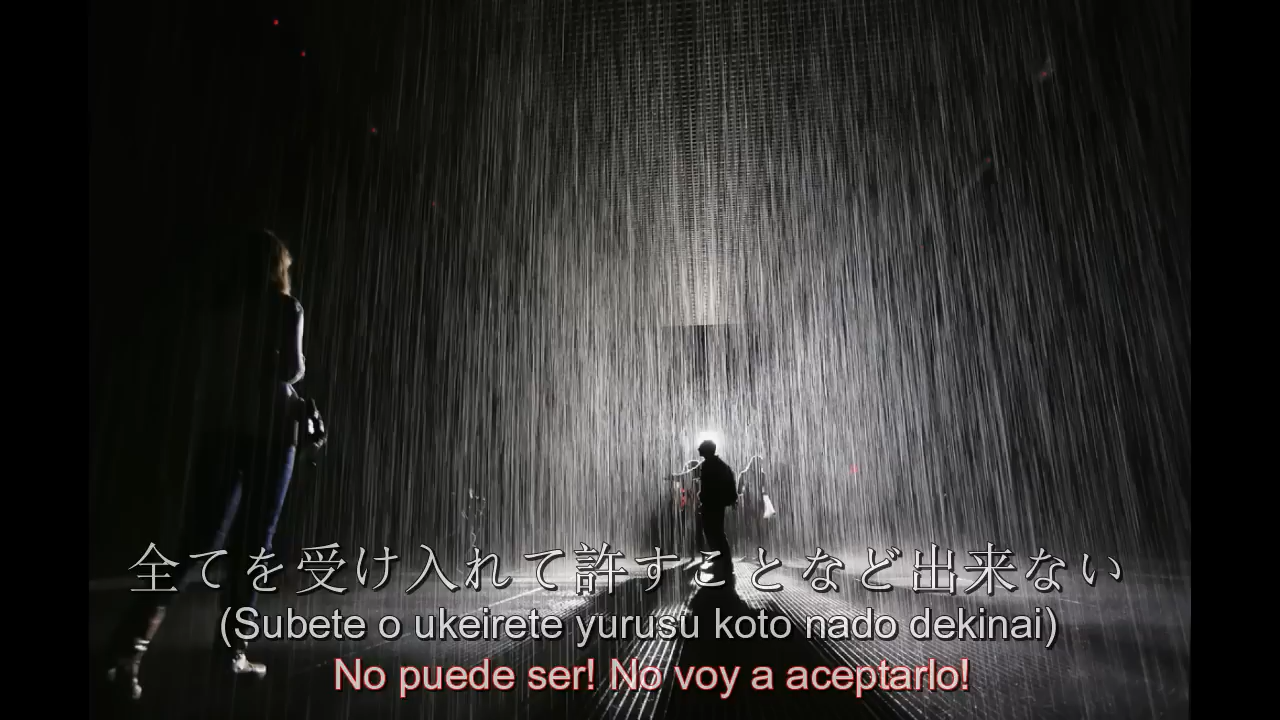 全てを受け入れて許すことなど出来ない
(Subete o ukeirete yurusu koto nado dekinai)
No puede ser! No voy a aceptarlo!